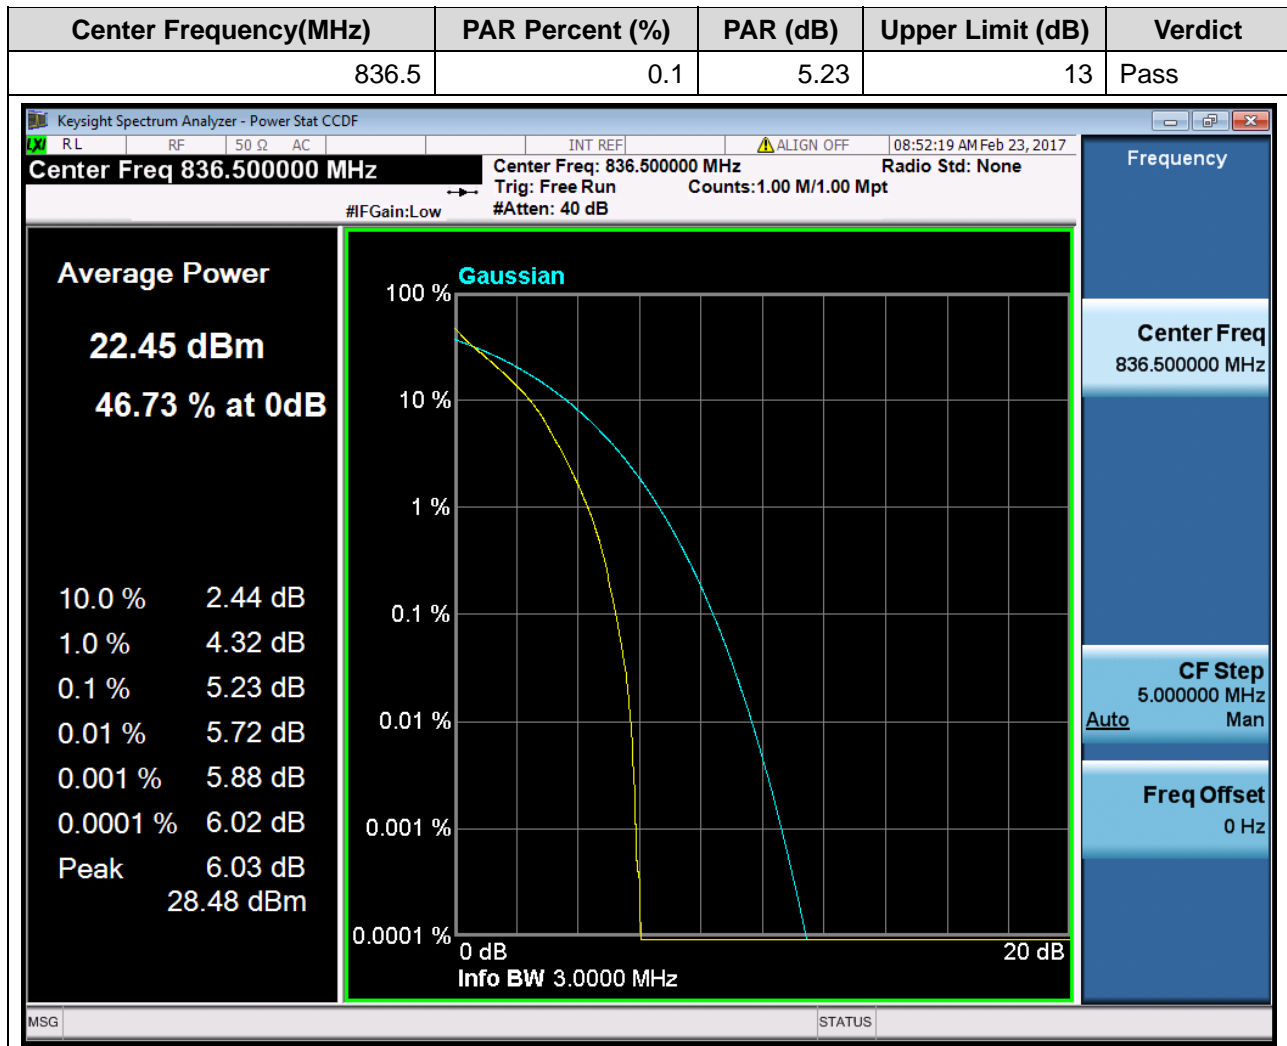 Center Frequency(MHz) PAR Percent (%) PAR (dB) Upper Limit (dB) Verdict
836.5 0.1 5.23 13 Pass
Keysight Spectrum Analyzer - Power Stat CCDF
LXI RL RF 50 Ω AC INT REF ALIGN OFF 08:52:19 AM Feb 23, 2017
Center Freq 836.500000 MHz
Center Freq: 836.500000 MHz Radio Std: None
Trig: Free Run Counts:1.00 M/1.00 Mpt
#IFGain:Low #Atten: 40 dB
Average Power
22.45 dBm
46.73 % at 0dB
10.0 % 2.44 dB
1.0 % 4.32 dB
0.1 % 5.23 dB
0.01 % 5.72 dB
0.001 % 5.88 dB
0.0001 % 6.02 dB
Peak 6.03 dB
28.48 dBm
Gaussian
100 %
10 %
1 %
0.1 %
0.01 %
0.001 %
0.0001 %
0 dB 20 dB
Info BW 3.0000 MHz
Frequency
Center Freq
836.500000 MHz
CF Step
5.000000 MHz
Auto Man
Freq Offset
0 Hz
MSG STATUS